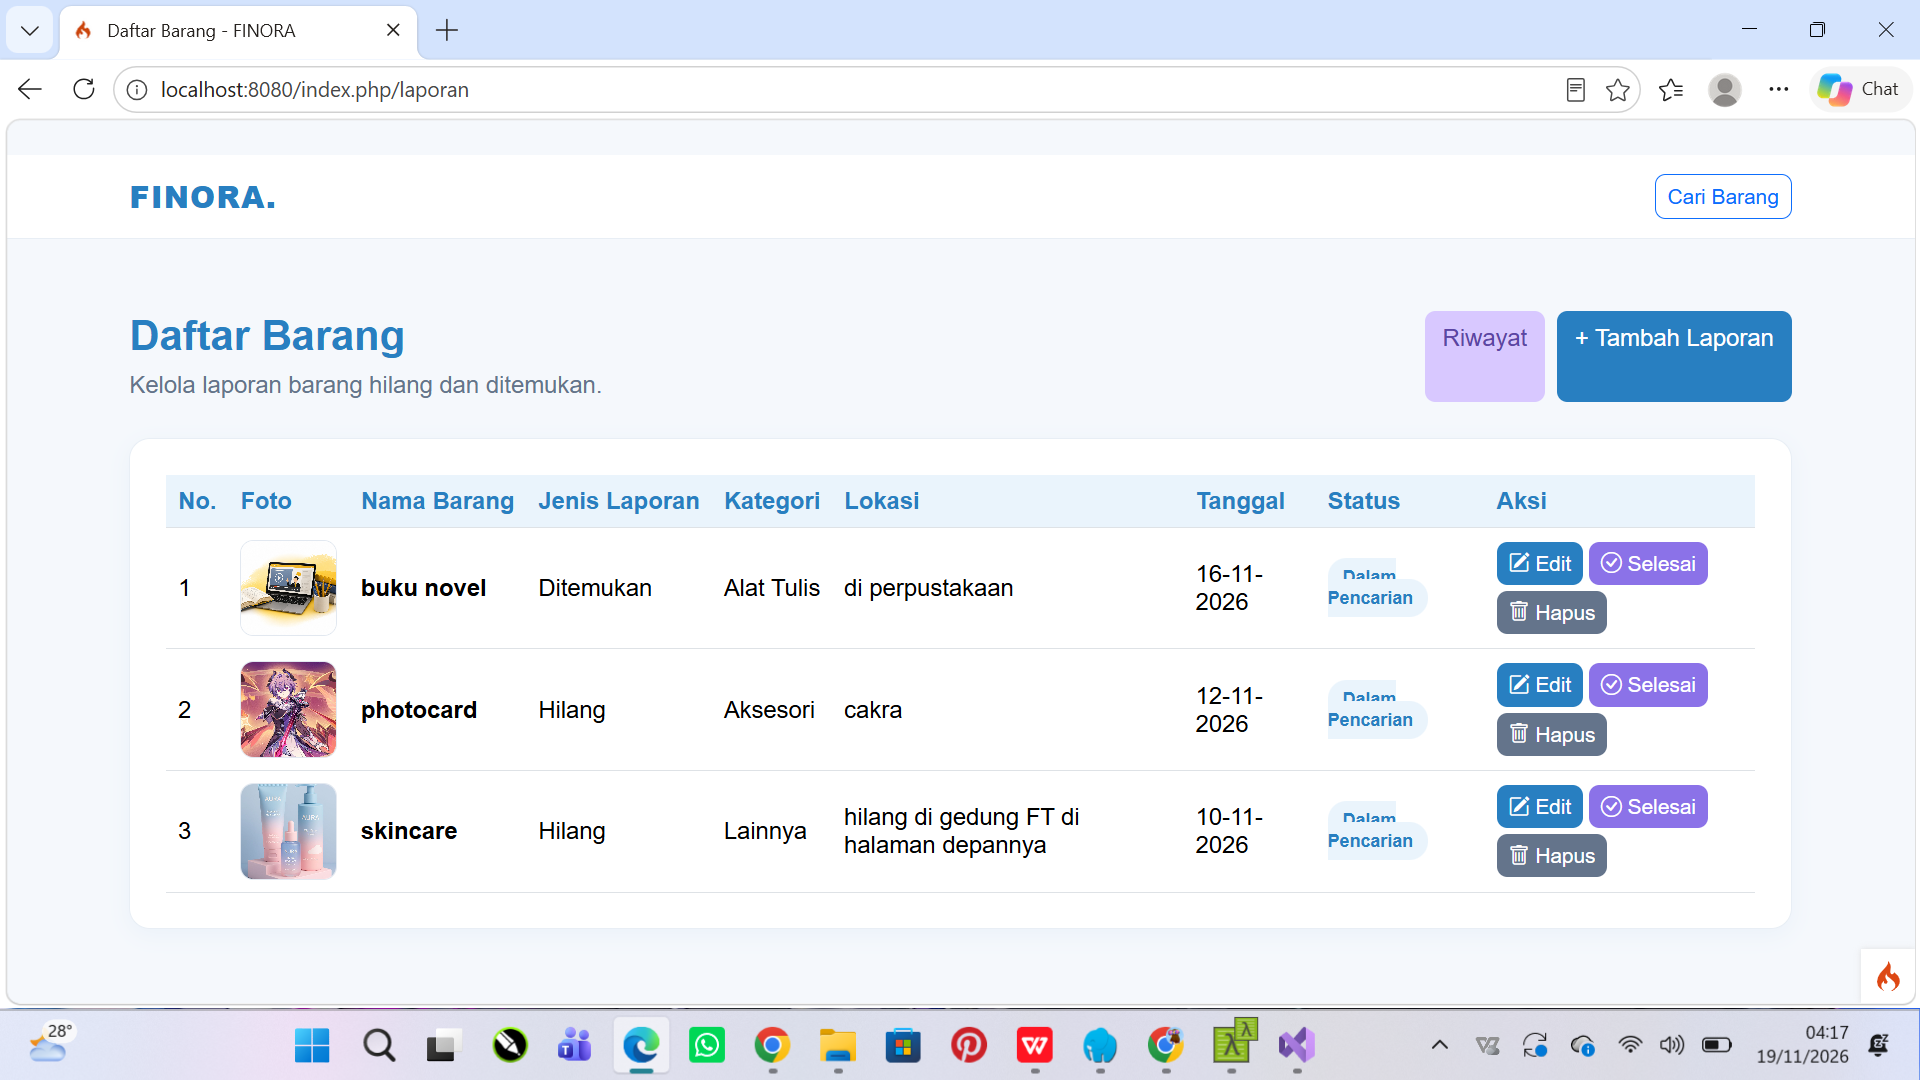 Daftar Barang - FINORA
localhost:8080/index.php/laporan
Chat
FINORA.
Cari Barang
Daftar Barang
Riwayat
+ Tambah Laporan
Kelola laporan barang hilang dan ditemukan.
No. Foto Nama Barang Jenis Laporan Kategori Lokasi Tanggal Status Aksi
1 buku novel Ditemukan Alat Tulis di perpustakaan 16-11-2026 Dalam Pencarian Edit Selesai Hapus
2 photocard Hilang Aksesori cakra 12-11-2026 Dalam Pencarian Edit Selesai Hapus
AURA
AURA
3 skincare Hilang Lainnya hilang di gedung FT di halaman depannya 10-11-2026 Dalam Pencarian Edit Selesai Hapus
28°
04:17
19/11/2026